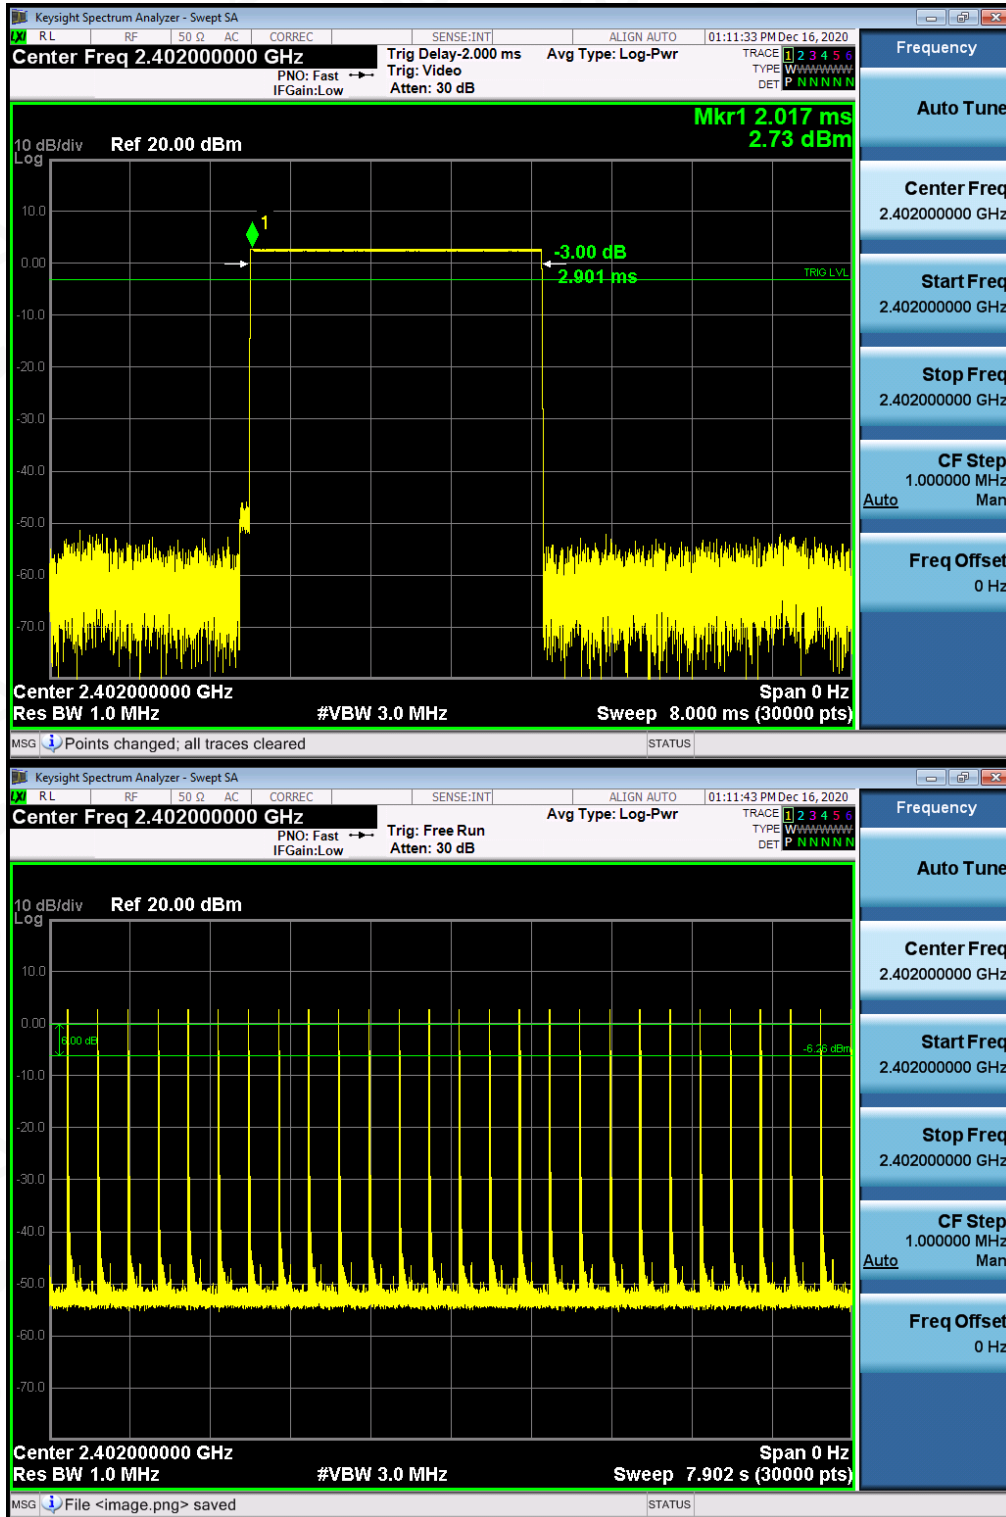 Keysight Spectrum Analyzer - Swept SA
LXI RL RF 50 Ω AC CORREC SENSE:INT ALIGN AUTO 01:11:33 PM Dec 16, 2020
Center Freq 2.402000000 GHz
PNO: Fast
IFGain:Low
Trig Delay-2.000 ms
Trig: Video
Atten: 30 dB
Avg Type: Log-Pwr
TRACE 1 2 3 4 5 6
TYPE WWWWWW
DET P N N N N N
Mkr1 2.017 ms
2.73 dBm
10 dB/div
Log
Ref 20.00 dBm
10.0
1
-3.00 dB
0.00
2.901 ms
TRIG LVL
-10.0
-20.0
-30.0
-40.0
-50.0
-60.0
-70.0
Center 2.402000000 GHz
Span 0 Hz
Res BW 1.0 MHz
#VBW 3.0 MHz
Sweep 8.000 ms (30000 pts)
MSG Points changed; all traces cleared
STATUS
Frequency
Auto Tune
Center Freq
2.402000000 GHz
Start Freq
2.402000000 GHz
Stop Freq
2.402000000 GHz
CF Step
1.000000 MHz
Auto Man
Freq Offset
0 Hz
Keysight Spectrum Analyzer - Swept SA
LXI RL RF 50 Ω AC CORREC SENSE:INT ALIGN AUTO 01:11:43 PM Dec 16, 2020
Center Freq 2.402000000 GHz
PNO: Fast
IFGain:Low
Trig: Free Run
Atten: 30 dB
Avg Type: Log-Pwr
TRACE 1 2 3 4 5 6
TYPE WWWWWW
DET P N N N N N
10 dB/div
Log
Ref 20.00 dBm
10.0
0.00
6.00 dB
-6.26 dBm
-10.0
-20.0
-30.0
-40.0
-50.0
-60.0
-70.0
Center 2.402000000 GHz
Span 0 Hz
Res BW 1.0 MHz
#VBW 3.0 MHz
Sweep 7.902 s (30000 pts)
MSG File <image.png> saved
STATUS
Frequency
Auto Tune
Center Freq
2.402000000 GHz
Start Freq
2.402000000 GHz
Stop Freq
2.402000000 GHz
CF Step
1.000000 MHz
Auto Man
Freq Offset
0 Hz